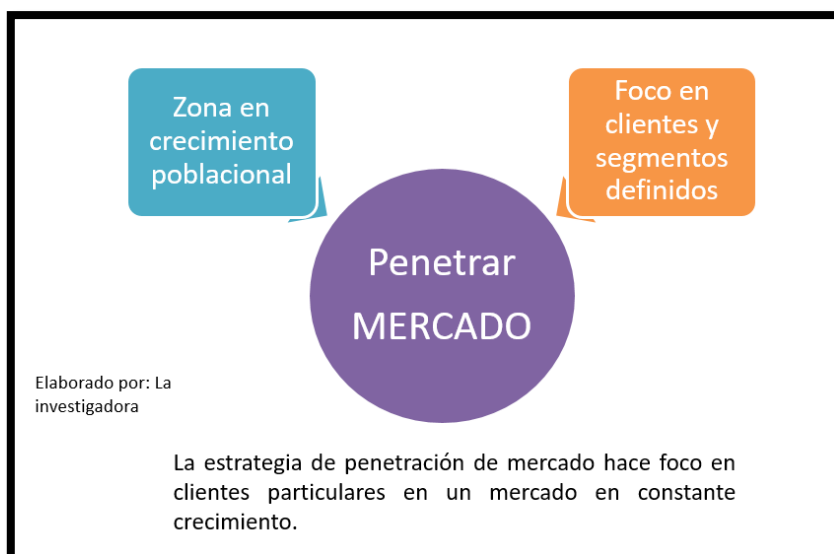 Zona en
crecimiento
poblacional
Foco en
clientes y
segmentos
definidos
Penetrar
MERCADO
Elaborado por: La
investigadora
La estrategia de penetración de mercado hace foco en
clientes particulares en un mercado en constante
crecimiento.